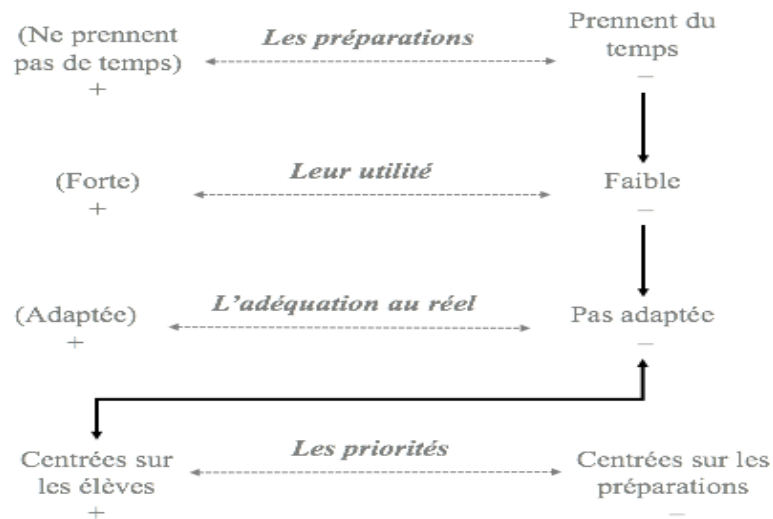 (Ne prennent
pas de temps)
+
Les préparations
Prennent du
temps
–
(Forte)
+
Leur utilité
Faible
–
(Adaptée)
+
L'adéquation au réel
Pas adaptée
–
Centrées sur
les élèves
+
Les priorités
Centrées sur les
préparations
–